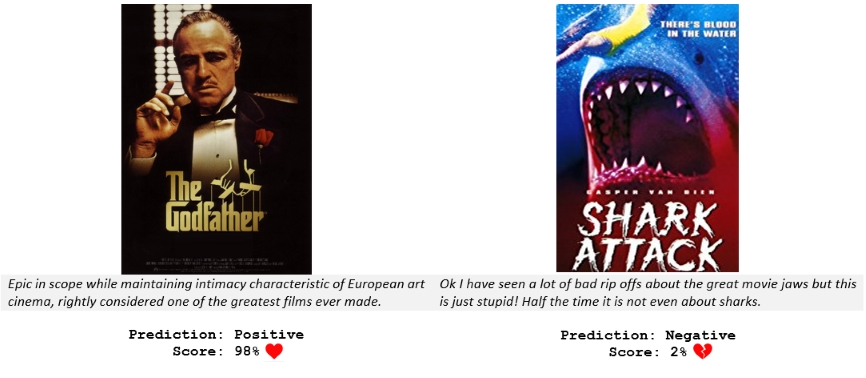 The
Godfather
Epic in scope while maintaining intimacy characteristic of European art
cinema, rightly considered one of the greatest films ever made.
Prediction: Positive
Score: 98%
THERE'S BLOOD
IN THE WATER
CASPER VAN DIEN
SHARK
ATTACK
Ok I have seen a lot of bad rip offs about the great movie jaws but this
is just stupid! Half the time it is not even about sharks.
Prediction: Negative
Score: 2%